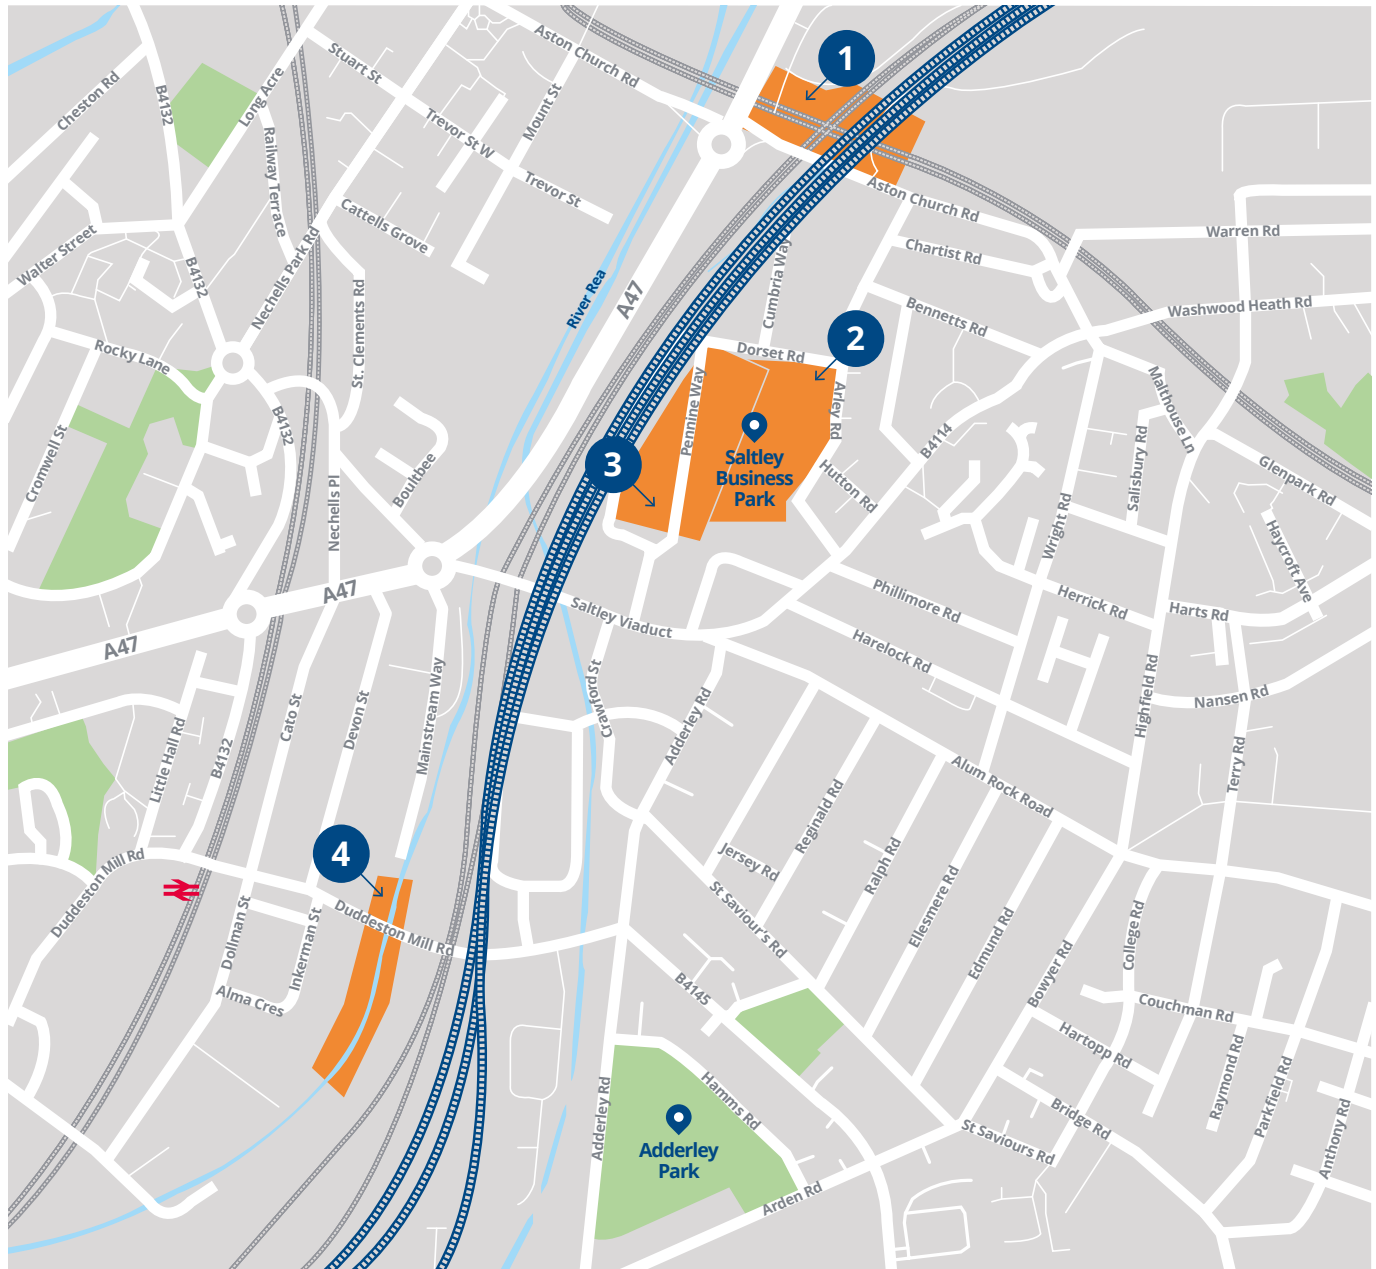 Aston Church Rd
1
Stuart St
Long Acre
Cheston Rd
B4132
Mount St
Trevor St W
Railway Terrace
Trevor St
Aston Church Rd
Cattells Grove
Walter Street
Nechells Park Rd
Warren Rd
Chartist Rd
B4132
River Rea
A47
Cumbria Way
Bennetts Rd
Washwood Heath Rd
St. Clements Rd
Rocky Lane
Dorset Rd
2
Pennine Way
Arley Rd
Malthouse Ln
B4132
B4114
Cromwell St
Boultbee
3
Saltley
Business
Park
Hutton Rd
Salisbury Rd
Glenpark Rd
Nechells Pl
Wright Rd
Haycroft Ave
A47
Saltley Viaduct
Phillimore Rd
Herrick Rd
Harts Rd
A47
Harelock Rd
Crawford St
Adderley Rd
Highfield Rd
Nansen Rd
Cato St
Devon St
Mainstream Way
Little Hall Rd
B4132
Terry Rd
Alum Rock Road
Reginald Rd
Jersey Rd
Ralph Rd
4
Duddeston Mill Rd
St Saviour's Rd
Ellesmere Rd
Edmund Rd
Bowyer Rd
College Rd
Dollman St
Inkerman St
Duddeston Mill Rd
Alma Cres
B4145
Couchman Rd
Hartopp Rd
Raymond Rd
Parkfield Rd
Anthony Rd
Adderley Rd
Hamms Rd
Bridge Rd
Adderley
Park
St Saviours Rd
Arden Rd